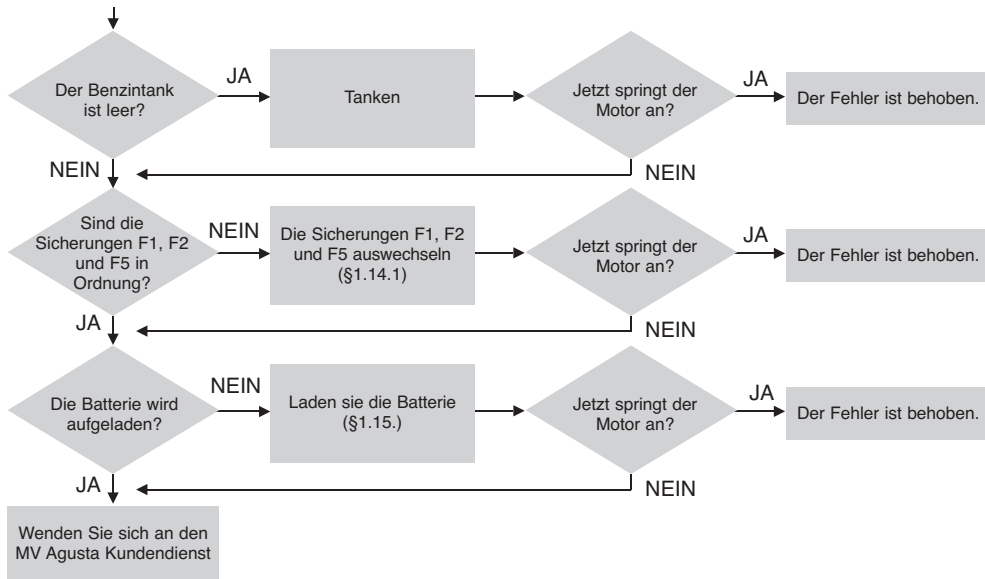 Der Benzintank
ist leer?
JA
Tanken
Jetzt springt der
Motor an?
JA
Der Fehler ist behoben.
NEIN
NEIN
Sind die
Sicherungen F1, F2
und F5 in
Ordnung?
NEIN
Die Sicherungen F1, F2
und F5 auswechseln
(§1.14.1)
Jetzt springt der
Motor an?
JA
Der Fehler ist behoben.
JA
NEIN
Die Batterie wird
aufgeladen?
NEIN
Laden sie die Batterie
(§1.15.)
Jetzt springt der
Motor an?
JA
Der Fehler ist behoben.
JA
NEIN
Wenden Sie sich an den
MV Agusta Kundendienst